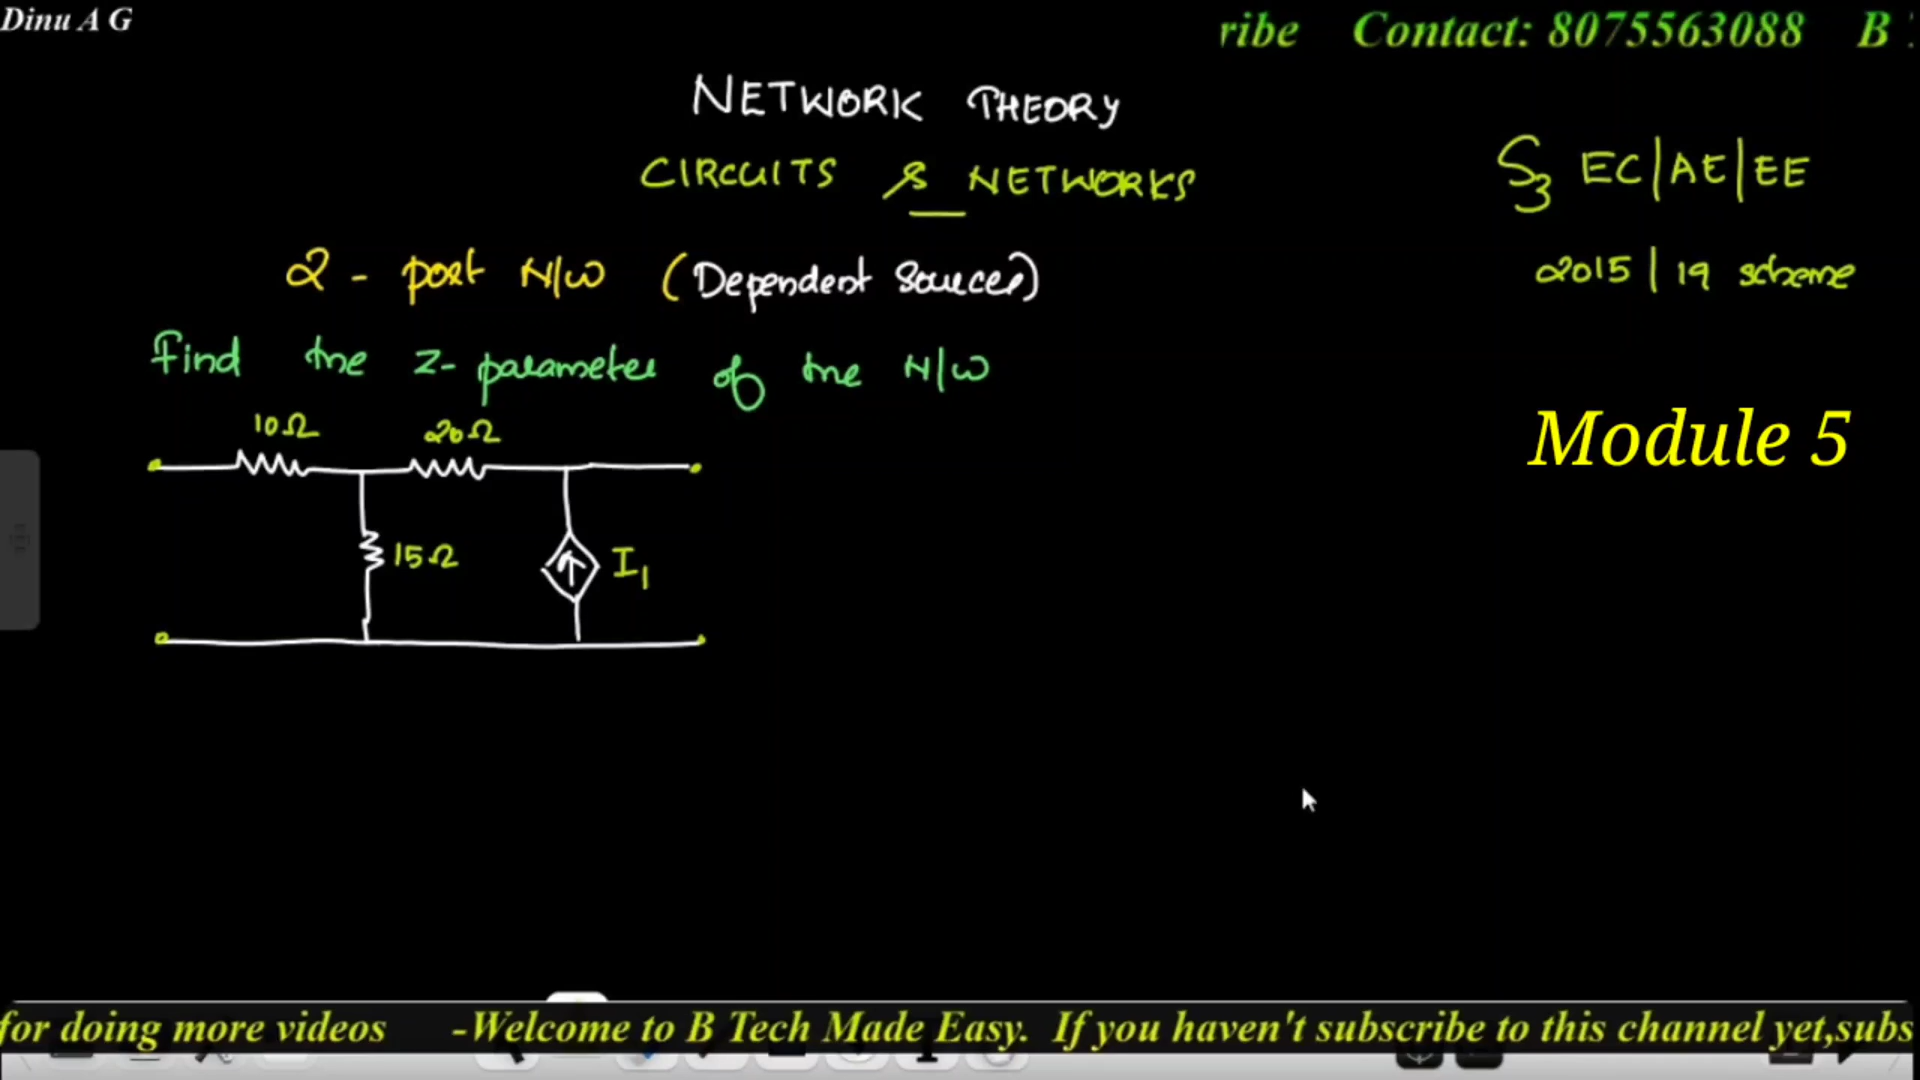 Dinu A G
ribe Contact: 8075563088 B
NETWORK THEORY
CIRCUITS & NETWORKS
S3 EC|AE|EE
2015 | 19 scheme
2 - port N/W (Dependent Sources)
Find the Z- parameter of the N/W
Module 5
10Ω
20Ω
15Ω
I1
for doing more videos -Welcome to B Tech Made Easy. If you haven't subscribe to this channel yet,subs